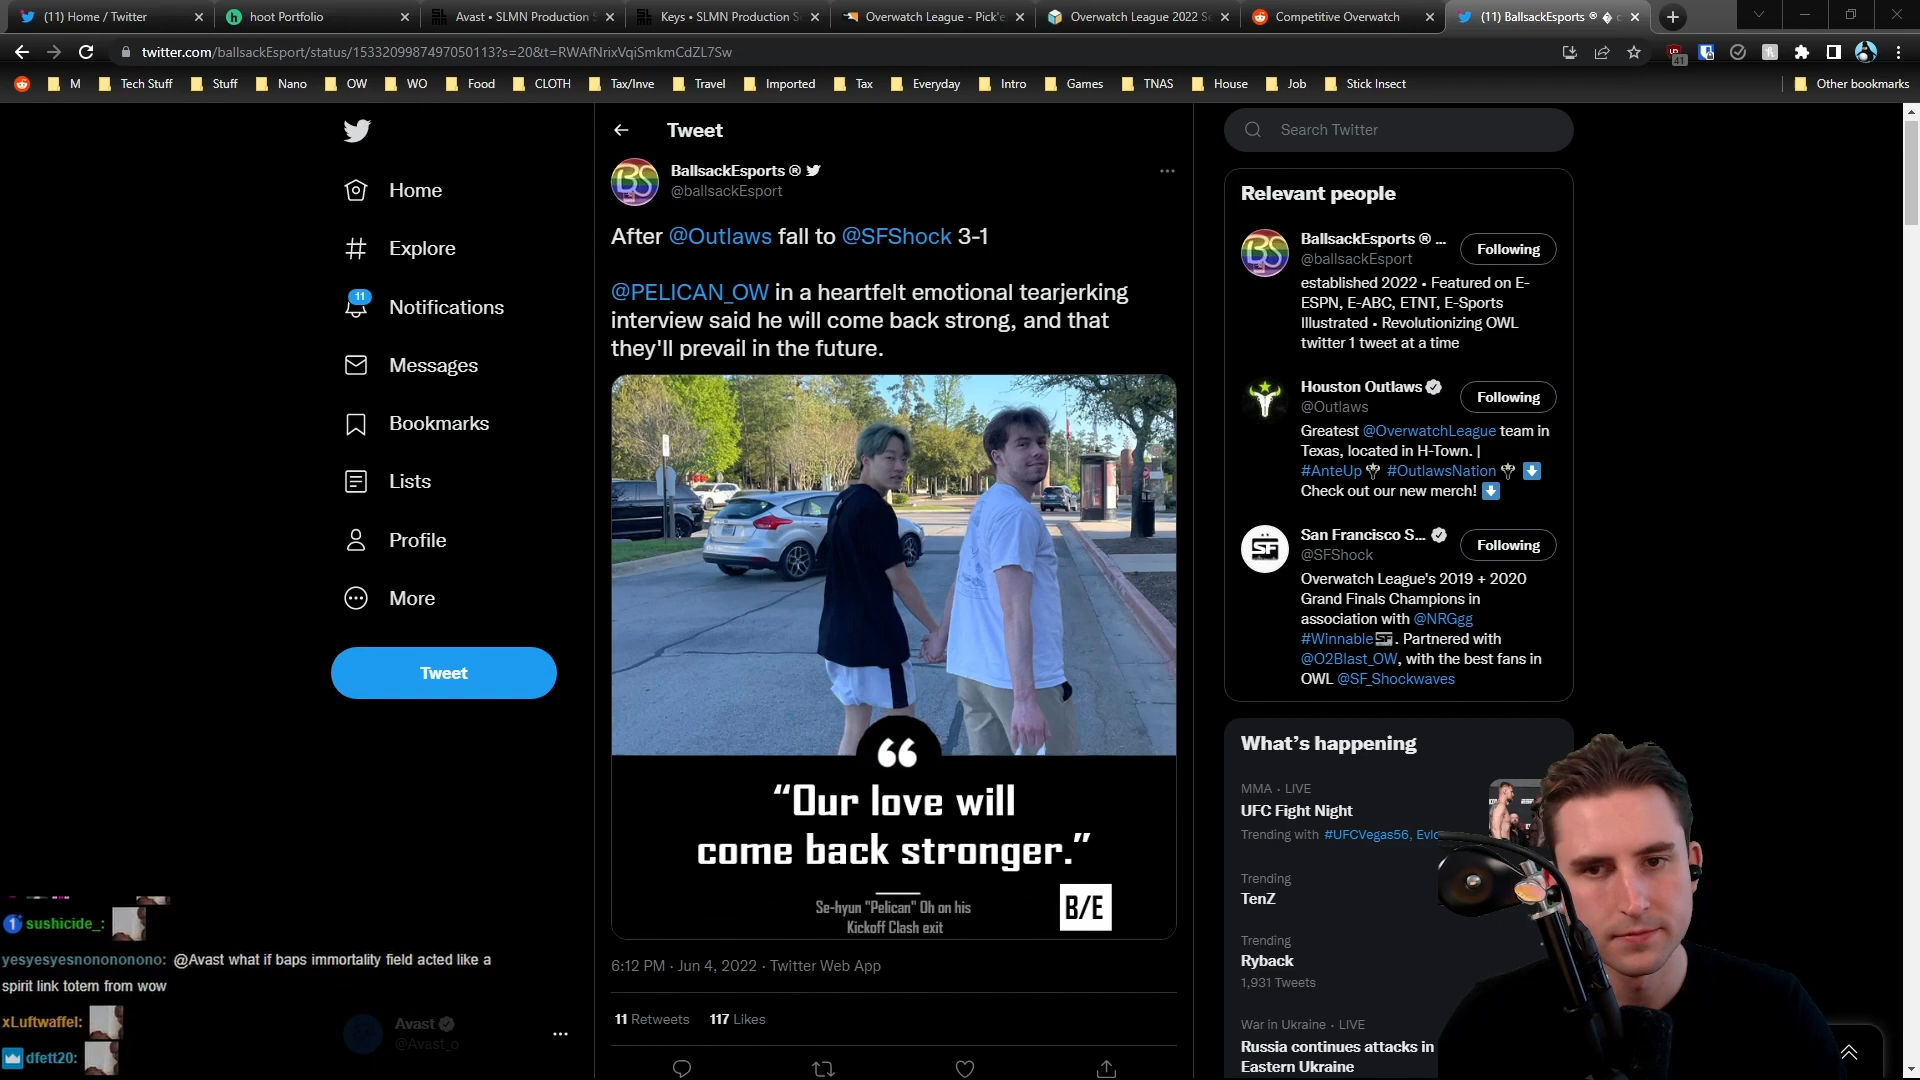 (11) Home / Twitter
hoot Portfolio
Avast • SLMN Production S
Keys • SLMN Production S
Overwatch League - Pick'e
Overwatch League 2022 Se
Competitive Overwatch
(11) BallsackEsports ®
twitter.com/ballsackEsport/status/1533209987497050113?s=20&t=RWAfNrixVqiSmkmCdZL7Sw
41
M
Tech Stuff
Stuff
Nano
OW
WO
Food
CLOTH
Tax/Inve
Travel
Imported
Tax
Everyday
Intro
Games
TNAS
House
Job
Stick Insect
Other bookmarks
Home
Explore
11
Notifications
Messages
Bookmarks
Lists
Profile
More
Tweet
Avast
@Avast_o
sushicide_:
yesyesyesnonononono: @Avast what if baps immortality field acted like a
spirit link totem from wow
xLuftwaffel:
dfett20:
Tweet
BS
BallsackEsports ®
@ballsackEsport
After @Outlaws fall to @SFShock 3-1
@PELICAN_OW in a heartfelt emotional tearjerking
interview said he will come back strong, and that
they'll prevail in the future.
“Our love will
come back stronger.”
Se-hyun "Pelican" Oh on his
Kickoff Clash exit
B/E
6:12 PM · Jun 4, 2022 · Twitter Web App
11 Retweets 117 Likes
Search Twitter
Relevant people
BS
BallsackEsports ® ...
@ballsackEsport
Following
established 2022 • Featured on E-
ESPN, E-ABC, ETNT, E-Sports
Illustrated • Revolutionizing OWL
twitter 1 tweet at a time
Houston Outlaws
@Outlaws
Following
Greatest @OverwatchLeague team in
Texas, located in H-Town. |
#AnteUp #OutlawsNation
Check out our new merch!
SF
San Francisco S...
@SFShock
Following
Overwatch League's 2019 + 2020
Grand Finals Champions in
association with @NRGgg
#Winnable. Partnered with
@O2Blast_OW, with the best fans in
OWL @SF_Shockwaves
What's happening
MMA · LIVE
UFC Fight Night
Trending with #UFCVegas56, Evlo
Trending
TenZ
Trending
Ryback
1,931 Tweets
War in Ukraine · LIVE
Russia continues attacks in
Eastern Ukraine